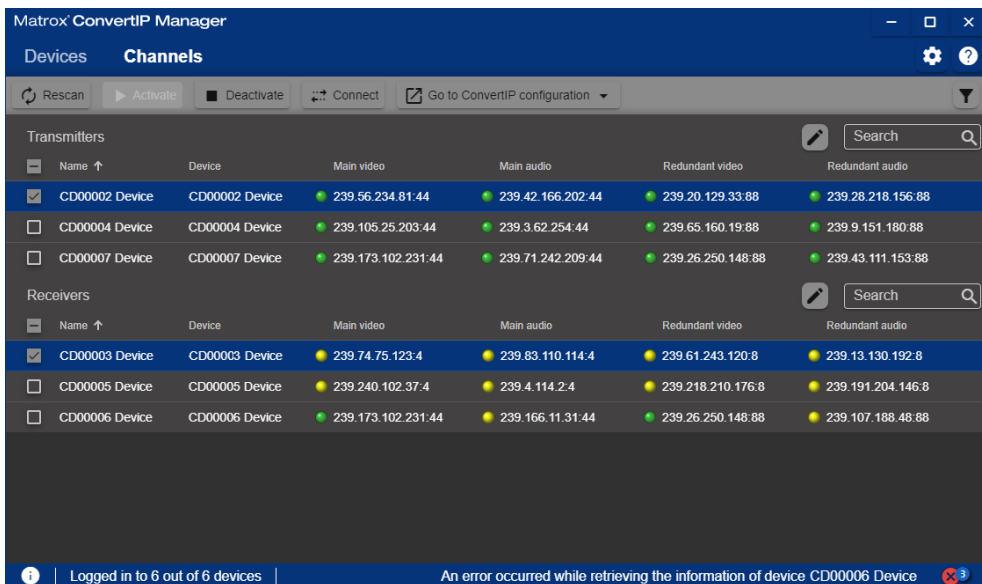 Matrox ConvertIP Manager
Devices Channels
Rescan Activate Deactivate Connect Go to ConvertIP configuration
Transmitters Search
Name Device Main video Main audio Redundant video Redundant audio
CD00002 Device CD00002 Device 239.56.234.81:44 239.42.166.202:44 239.20.129.33:88 239.28.218.156:88
CD00004 Device CD00004 Device 239.105.25.203:44 239.3.62.254:44 239.65.160.19:88 239.9.151.180:88
CD00007 Device CD00007 Device 239.173.102.231:44 239.71.242.209:44 239.26.250.148:88 239.43.111.153:88
Receivers Search
Name Device Main video Main audio Redundant video Redundant audio
CD00003 Device CD00003 Device 239.74.75.123:4 239.83.110.114:4 239.61.243.120:8 239.13.130.192:8
CD00005 Device CD00005 Device 239.240.102.37:4 239.4.114.2:4 239.218.210.176:8 239.191.204.146:8
CD00006 Device CD00006 Device 239.173.102.231:44 239.166.11.31:44 239.26.250.148:88 239.107.188.48:88
Logged in to 6 out of 6 devices An error occurred while retrieving the information of device CD00006 Device 3